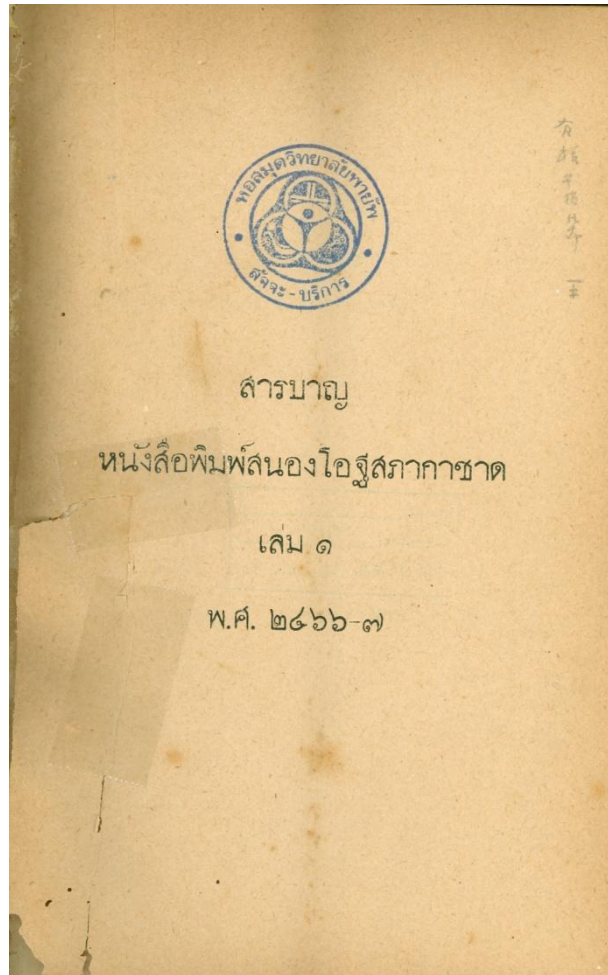 หอสมุดวิทยาลัยพายัพ
สัจจะ-บริการ
สารบาญ
หนังสือพิมพ์สนองโอฐสภากาชาด
เล่ม ๑
พ.ศ. ๒๔๖๖-๗